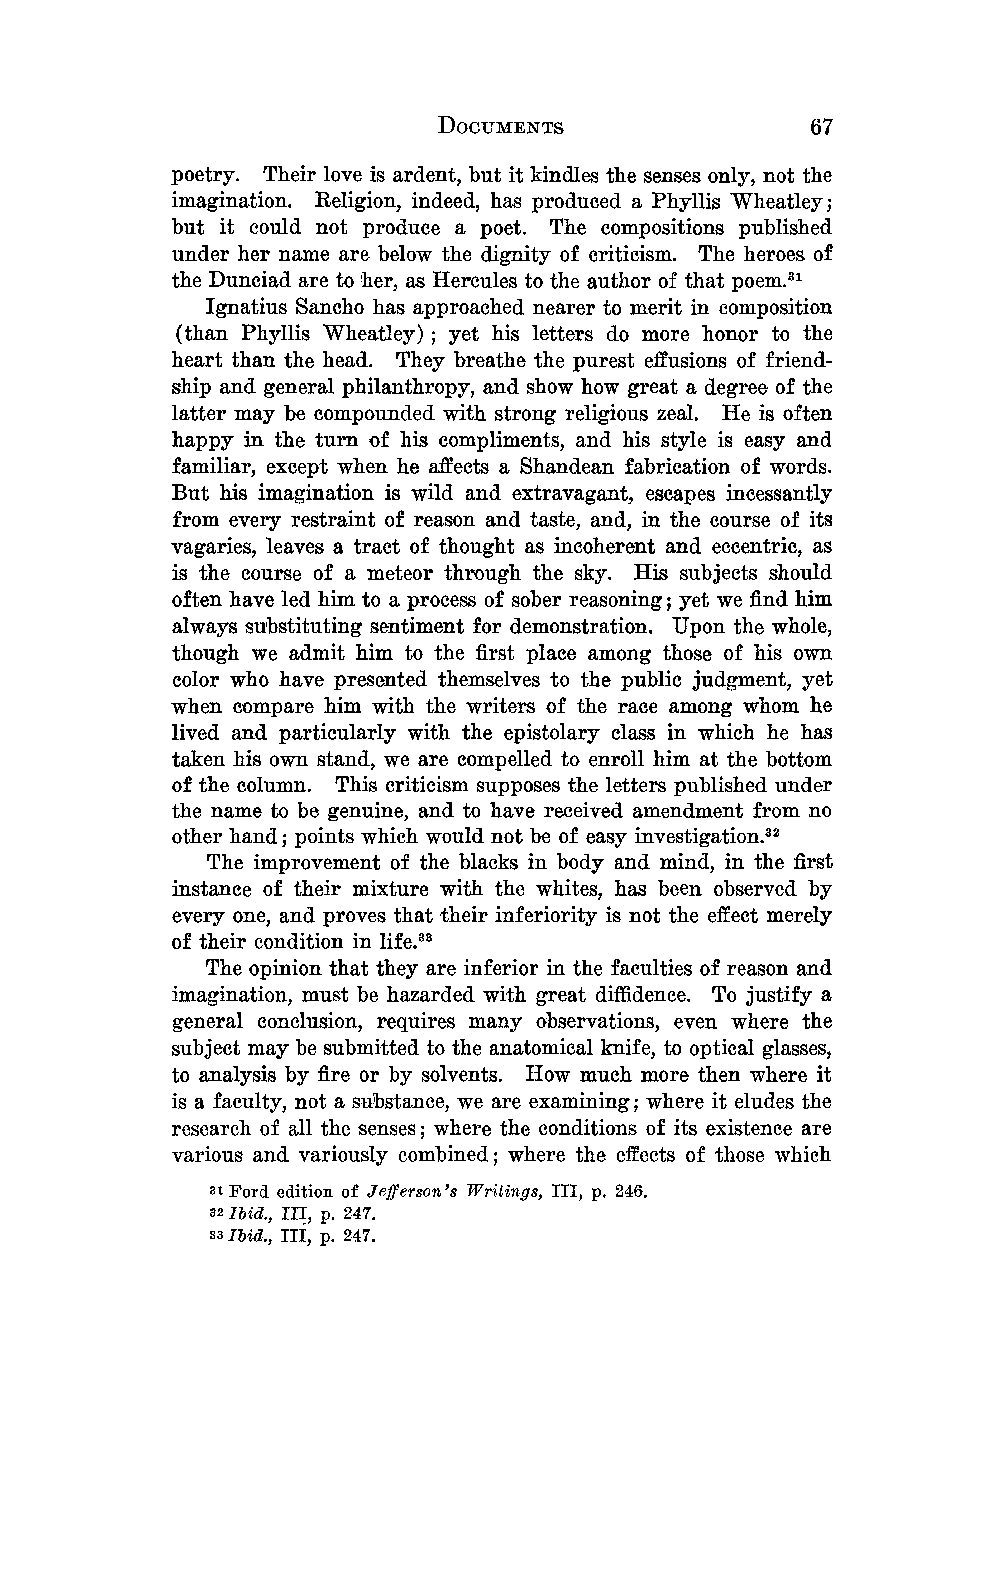 DOCUMENTS 67
poetry. Their love is ardent, but it kindles the senses only, not the
imagination. Religion, indeed, has produced a Phyllis Wheatley;
but it could not produce a poet. The compositions published
under her name are below the dignity of criticism. The heroes of
the Dunciad are to her, as Hercules to the author of that poem.³¹
Ignatius Sancho has approached nearer to merit in composition
(than Phyllis Wheatley); yet his letters do more honor to the
heart than the head. They breathe the purest effusions of friend-
ship and general philanthropy, and show how great a degree of the
latter may be compounded with strong religious zeal. He is often
happy in the turn of his compliments, and his style is easy and
familiar, except when he affects a Shandean fabrication of words.
But his imagination is wild and extravagant, escapes incessantly
from every restraint of reason and taste, and, in the course of its
vagaries, leaves a tract of thought as incoherent and eccentric, as
is the course of a meteor through the sky. His subjects should
often have led him to a process of sober reasoning; yet we find him
always substituting sentiment for demonstration. Upon the whole,
though we admit him to the first place among those of his own
color who have presented themselves to the public judgment, yet
when compare him with the writers of the race among whom he
lived and particularly with the epistolary class in which he has
taken his own stand, we are compelled to enroll him at the bottom
of the column. This criticism supposes the letters published under
the name to be genuine, and to have received amendment from no
other hand; points which would not be of easy investigation.³²
The improvement of the blacks in body and mind, in the first
instance of their mixture with the whites, has been observed by
every one, and proves that their inferiority is not the effect merely
of their condition in life.³³
The opinion that they are inferior in the faculties of reason and
imagination, must be hazarded with great diffidence. To justify a
general conclusion, requires many observations, even where the
subject may be submitted to the anatomical knife, to optical glasses,
to analysis by fire or by solvents. How much more then where it
is a faculty, not a substance, we are examining; where it eludes the
research of all the senses; where the conditions of its existence are
various and variously combined; where the effects of those which
³¹ Ford edition of Jefferson's Writings, III, p. 246.
³² Ibid., III, p. 247.
³³ Ibid., III, p. 247.